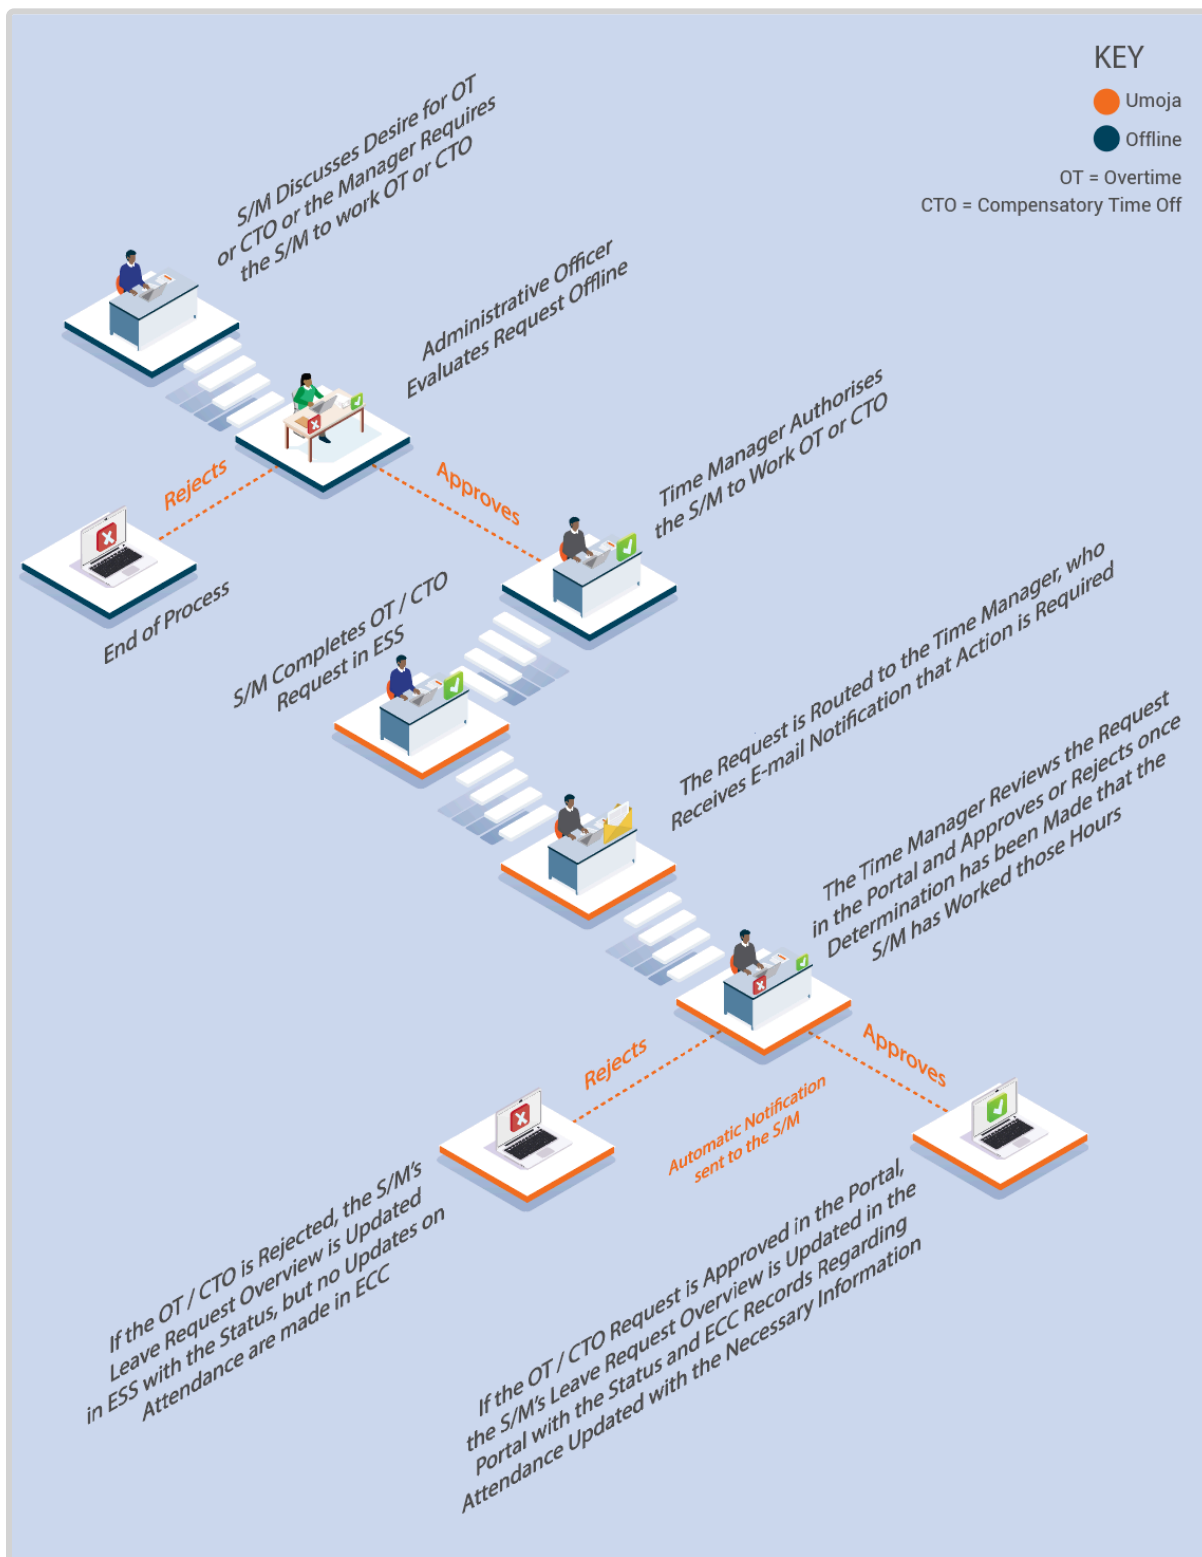 KEY
Umoja
Offline
OT = Overtime
CTO = Compensatory Time Off
S/M Discusses Desire for OT
or CTO or the Manager Requires
the S/M to work OT or CTO
Administrative Officer
Evaluates Request Offline
Rejects
Approves
End of Process
Time Manager Authorises
the S/M to Work OT or CTO
S/M Completes OT / CTO
Request in ESS
The Request is Routed to the Time Manager, who
Receives E-mail Notification that Action is Required
The Time Manager Reviews the Request
in the Portal and Approves or Rejects once
Determination has been Made that the
S/M has Worked those Hours
Rejects
Approves
Automatic Notification
sent to the S/M
If the OT / CTO is Rejected, the S/M's
Leave Request Overview is Updated
in ESS with the Status, but no Updates on
Attendance are made in ECC
If the OT / CTO Request is Approved in the Portal,
the S/M's Leave Request Overview is Updated in the
Portal with the Status and ECC Records Regarding
Attendance Updated with the Necessary Information